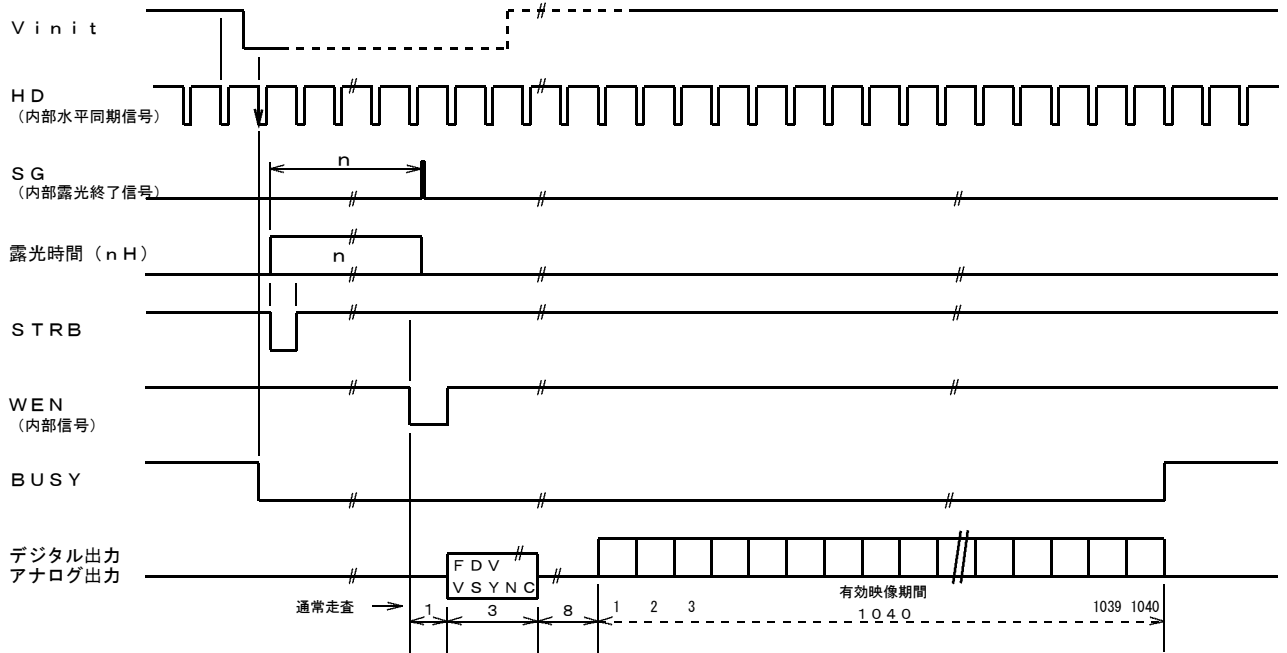 Ｖｉｎｉｔ
ＨＤ
（内部水平同期信号）
n
ＳＧ
（内部露光終了信号）
露光時間（ｎＨ）
n
ＳＴＲＢ
ＷＥＮ
（内部信号）
ＢＵＳＹ
デジタル出力
アナログ出力
ＦＤＶ
ＶＳＹＮＣ
有効映像期間
通常走査
1 3 8 1 2 3 1040 1039 1040